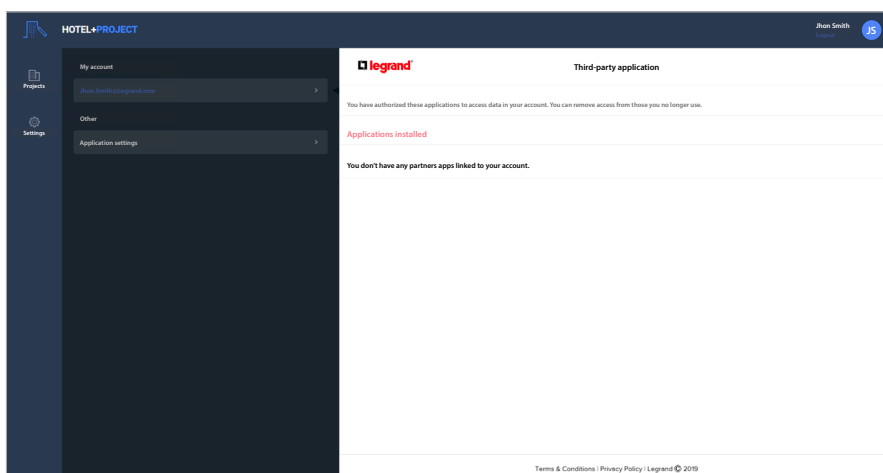 HOTEL+PROJECT
Jhon Smith
Logout
JS
Projects
Settings
My account
Jhon.Smith@Legrand.com
Other
Application settings
legrand
Third-party application
You have authorized these applications to access data in your account. You can remove access from those you no longer use.
Applications installed
You don't have any partners apps linked to your account.
Terms & Conditions | Privacy Policy | Legrand © 2019